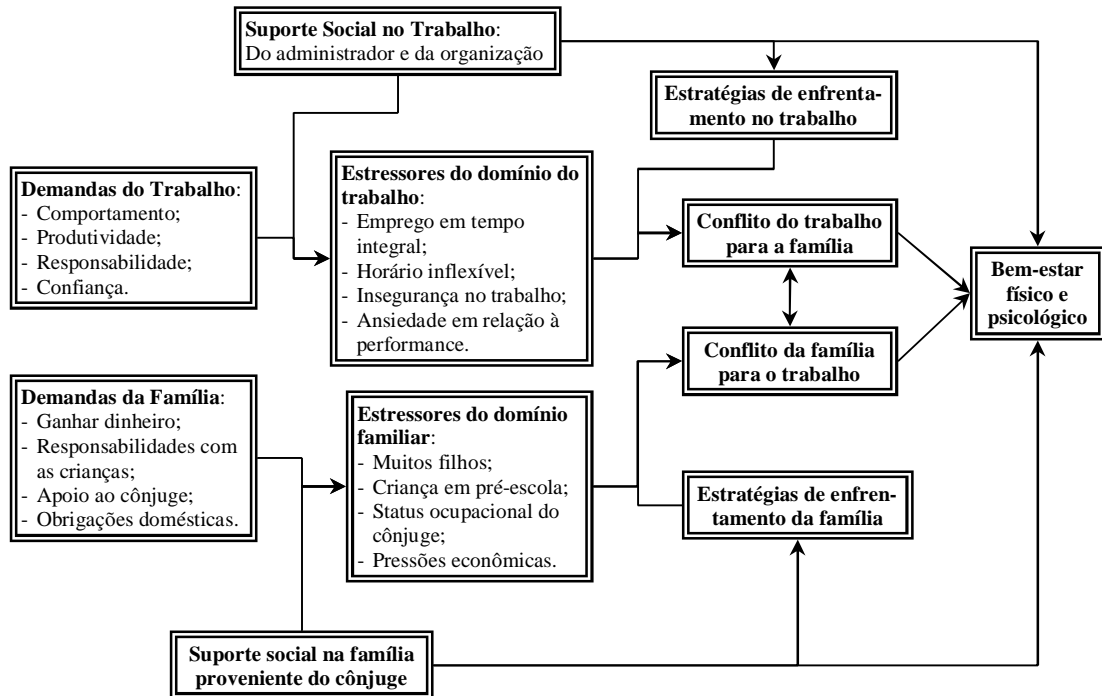 Suporte Social no Trabalho:
Do administrador e da organização
Estratégias de enfrenta-
mento no trabalho
Demandas do Trabalho:
- Comportamento;
- Produtividade;
- Responsabilidade;
- Confiança.
Estressores do domínio do
trabalho:
- Emprego em tempo
integral;
- Horário inflexível;
- Insegurança no trabalho;
- Ansiedade em relação à
performance.
Conflito do trabalho
para a família
Bem-estar
físico e
psicológico
Conflito da família
para o trabalho
Demandas da Família:
- Ganhar dinheiro;
- Responsabilidades com
as crianças;
- Apoio ao cônjuge;
- Obrigações domésticas.
Estressores do domínio
familiar:
- Muitos filhos;
- Criança em pré-escola;
- Status ocupacional do
cônjuge;
- Pressões econômicas.
Estratégias de enfren-
tamento da família
Suporte social na família
proveniente do cônjuge